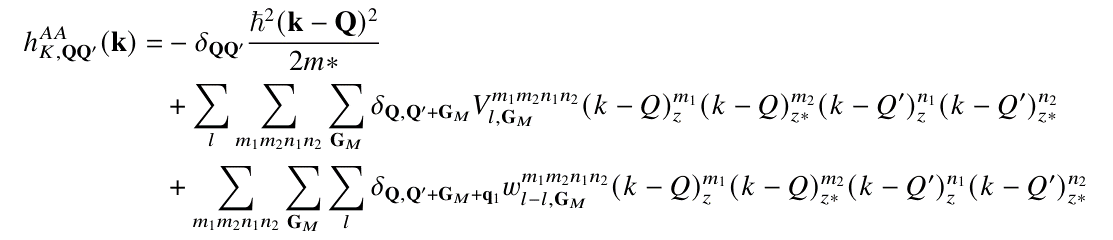 $h^{AA}_{K,\mathbf{QQ}'}(\mathbf{k}) = -\delta_{\mathbf{QQ}'}\frac{\hbar^2(\mathbf{k}-\mathbf{Q})^2}{2m*}$
$+\sum_{l}\sum_{m_1m_2n_1n_2}\sum_{\mathbf{G}_M}\delta_{\mathbf{Q},\mathbf{Q}'+\mathbf{G}_M}V^{m_1m_2n_1n_2}_{l,\mathbf{G}_M}(k-Q)^{m_1}_{z}(k-Q)^{m_2}_{z*}(k-Q')^{n_1}_{z}(k-Q')^{n_2}_{z*}$
$+\sum_{m_1m_2n_1n_2}\sum_{\mathbf{G}_M}\sum_{l}\delta_{\mathbf{Q},\mathbf{Q}'+\mathbf{G}_M+\mathbf{q}_1}w^{m_1m_2n_1n_2}_{l-l,\mathbf{G}_M}(k-Q)^{m_1}_{z}(k-Q)^{m_2}_{z*}(k-Q')^{n_1}_{z}(k-Q')^{n_2}_{z*}$